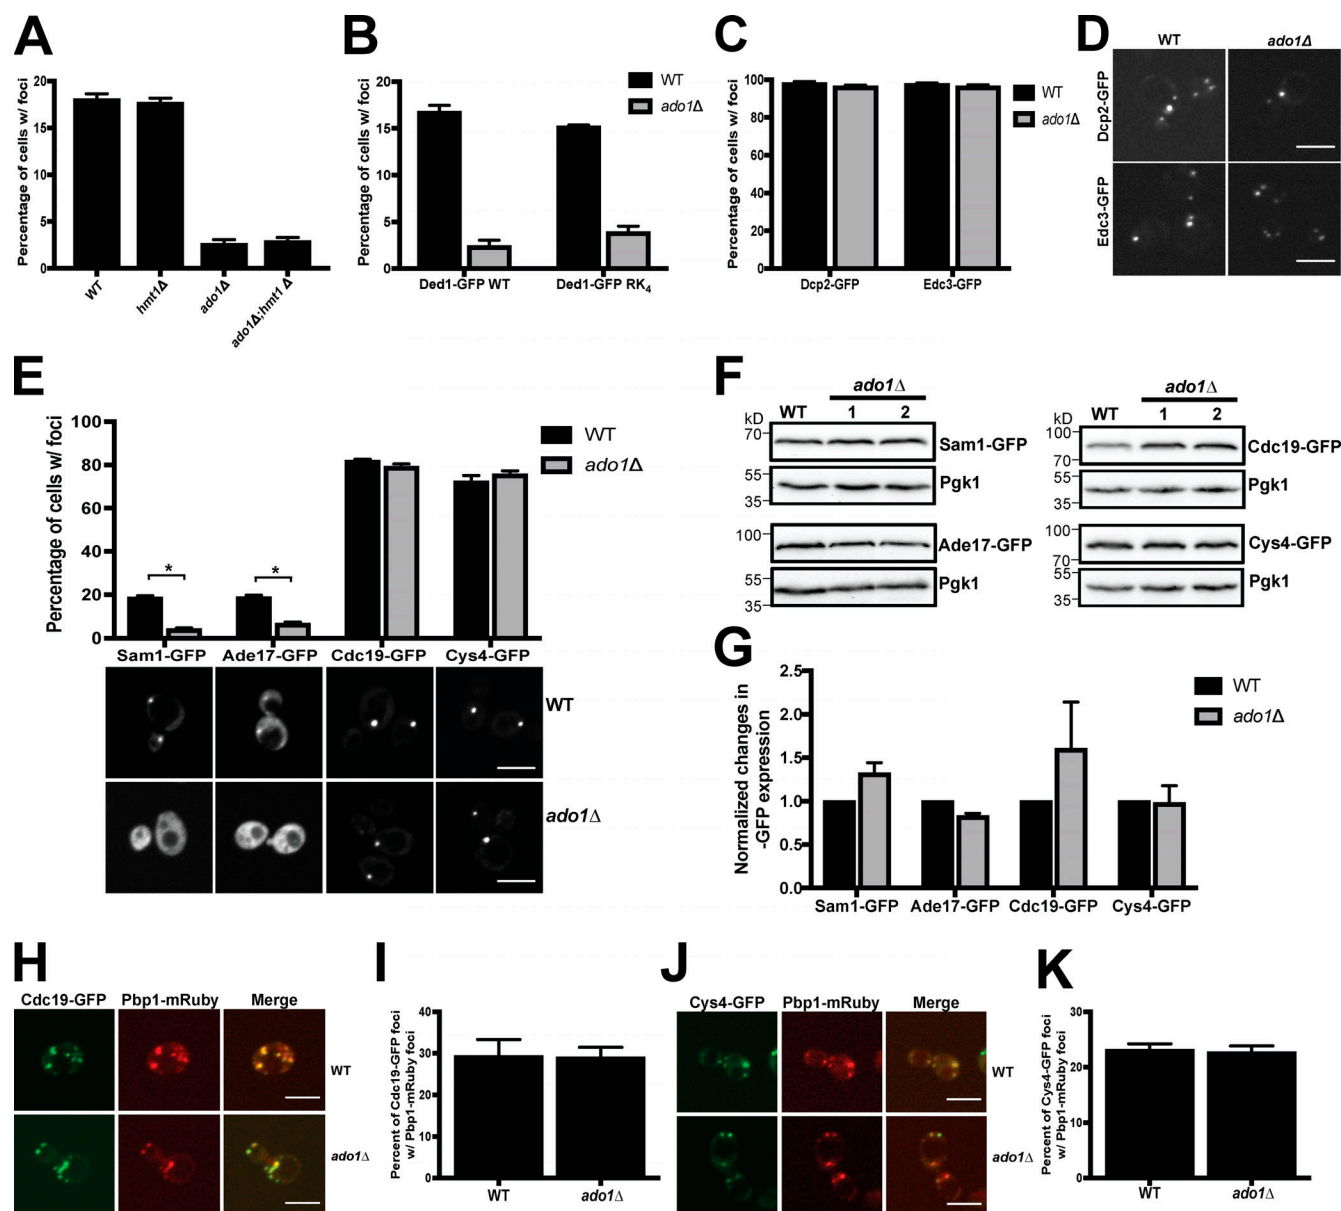 A
Percentage of cells w/ foci
20
15
10
5
0
WT
hmt1Δ
ado1Δ
ado1Δ;hmt1 Δ
B
Percentage of cells w/ foci
20
15
10
5
0
Ded1-GFP WT
Ded1-GFP RK4
WT
ado1Δ
C
Percentage of cells w/ foci
100
80
60
40
20
0
Dcp2-GFP
Edc3-GFP
WT
ado1Δ
D
WT
ado1Δ
Dcp2-GFP
Edc3-GFP
E
Percentage of cells w/ foci
100
80
60
40
20
0
*
*
WT
ado1Δ
Sam1-GFP
Ade17-GFP
Cdc19-GFP
Cys4-GFP
WT
ado1Δ
F
ado1Δ
kD
WT
1
2
70
Sam1-GFP
55
35
Pgk1
100
Ade17-GFP
55
35
Pgk1
ado1Δ
kD
WT
1
2
100
70
Cdc19-GFP
55
35
Pgk1
100
70
Cys4-GFP
55
35
Pgk1
G
Normalized changes in
-GFP expression
2.5
2.0
1.5
1.0
0.5
0.0
Sam1-GFP
Ade17-GFP
Cdc19-GFP
Cys4-GFP
WT
ado1Δ
H
Cdc19-GFP
Pbp1-mRuby
Merge
WT
ado1Δ
I
Percent of Cdc19-GFP foci
w/ Pbp1-mRuby foci
40
30
20
10
0
WT
ado1Δ
J
Cys4-GFP
Pbp1-mRuby
Merge
WT
ado1Δ
K
Percent of Cys4-GFP foci
w/ Pbp1-mRuby foci
30
20
10
0
WT
ado1Δ